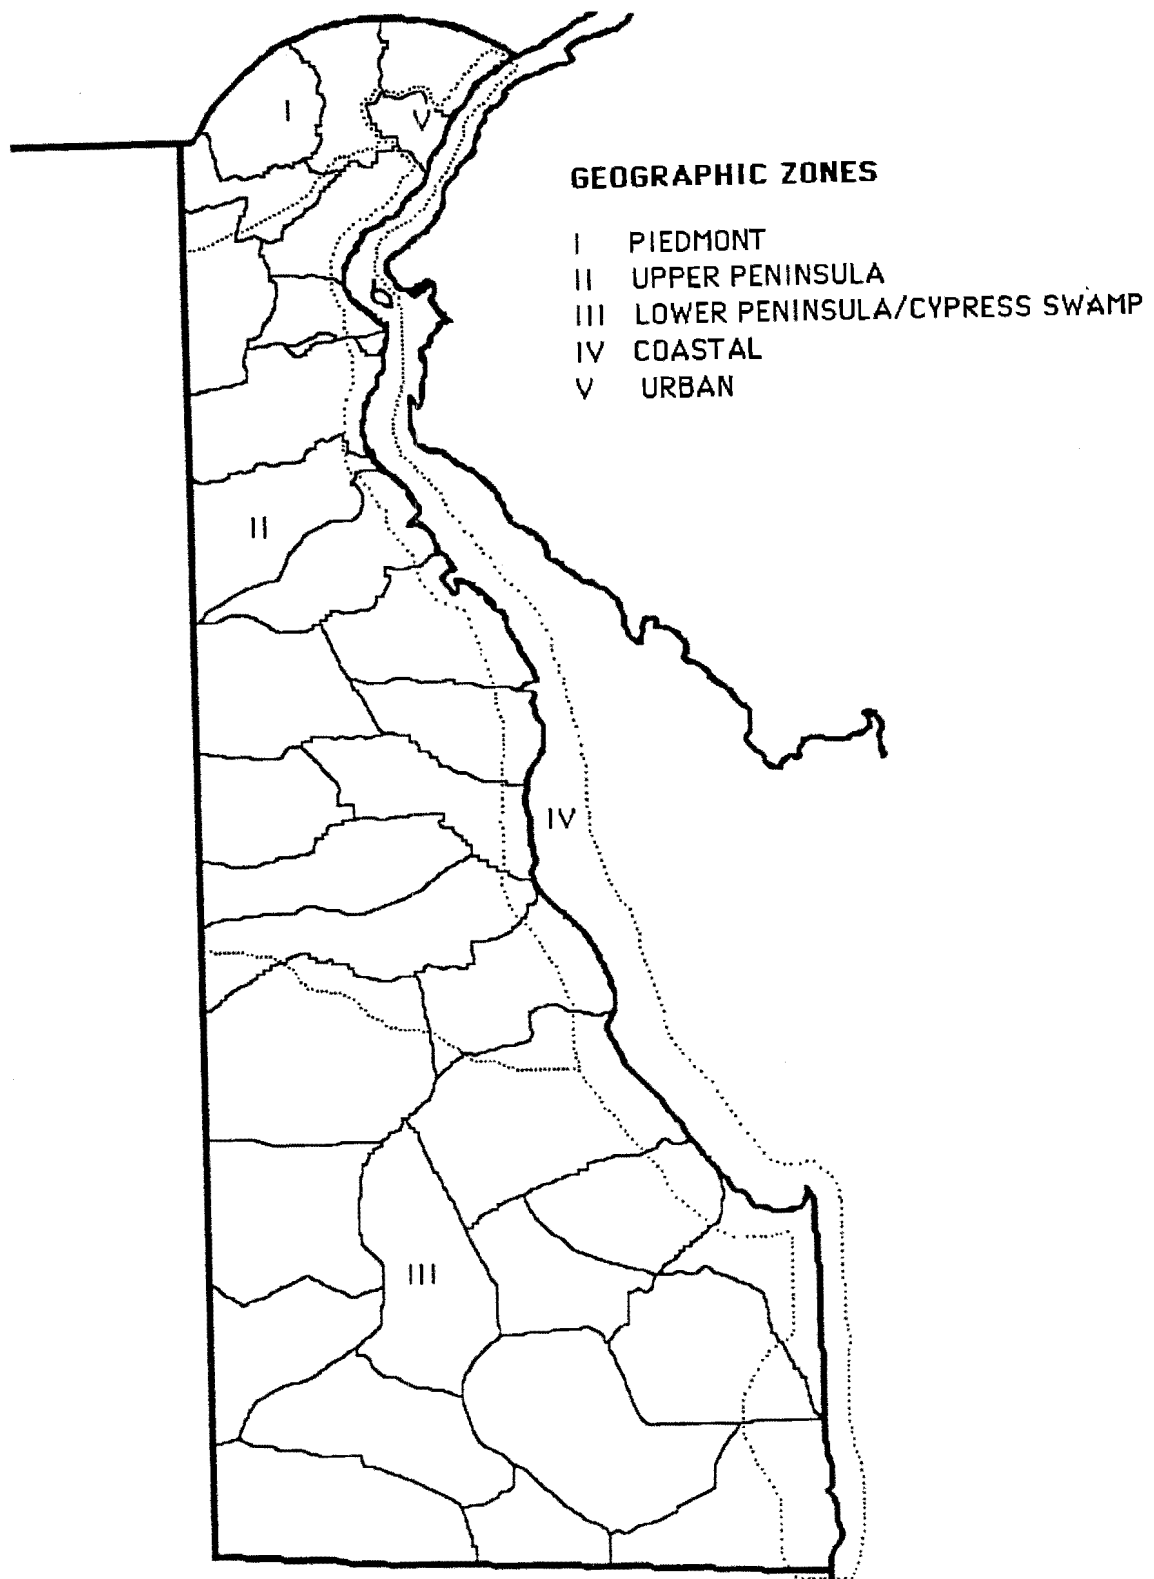 I
V
GEOGRAPHIC ZONES
I PIEDMONT
II UPPER PENINSULA
III LOWER PENINSULA/CYPRESS SWAMP
IV COASTAL
V URBAN
II
IV
III